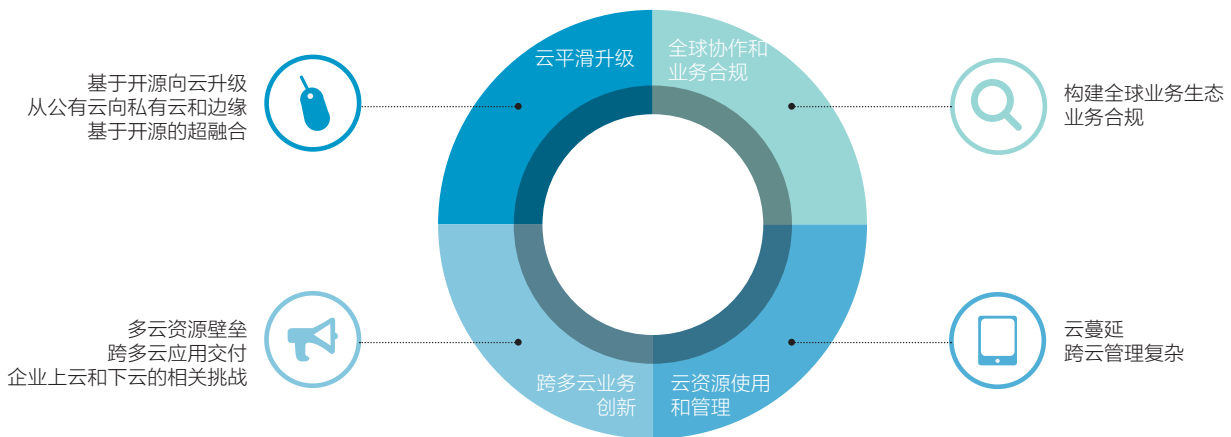 云平滑升级
全球协作和
业务合规
基于开源向云升级
从公有云向私有云和边缘
基于开源的超融合
构建全球业务生态
业务合规
多云资源壁垒
跨多云应用交付
企业上云和下云的相关挑战
云蔓延
跨云管理复杂
跨多云业务
创新
云资源使用
和管理